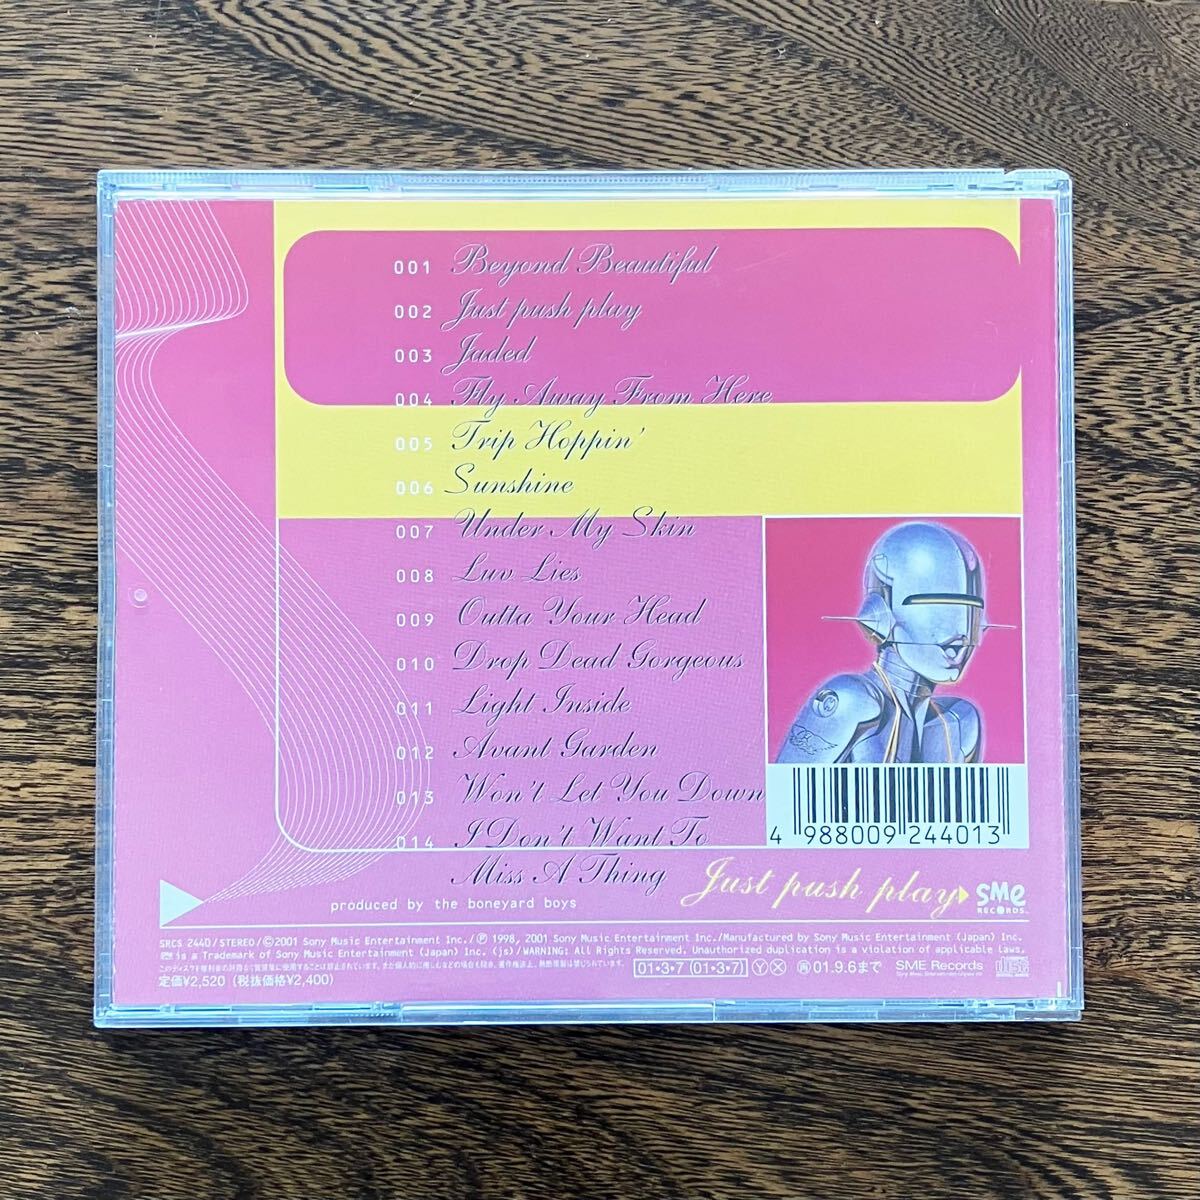 001 Beyond Beautiful
002 Just push play
003 Jaded
004 Fly Away From Here
005 Trip Hoppin'
006 Sunshine
007 Under My Skin
008 Luv Lies
009 Outta Your Head
010 Drop Dead Gorgeous
011 Light Inside
012 Avant Garden
013 Won't Let You Down
014 I Don't Want To
Miss A Thing
4 988009 244013
produced by the boneyard boys
Just push play
SMe
RECORDS
SRCS 2440/STEREO/©2001 Sony Music Entertainment Inc./℗ 1998, 2001 Sony Music Entertainment Inc./Manufactured by Sony Music Entertainment (Japan) Inc.
is a Trademark of Sony Music Entertainment (Japan) Inc. (js)/WARNING: All Rights Reserved. Unauthorized duplication is a violation of applicable laws.
定価¥2,520 (税抜価格¥2,400)
01•3•7 (01•3•7) Y X 再 01.9.6まで SME Records